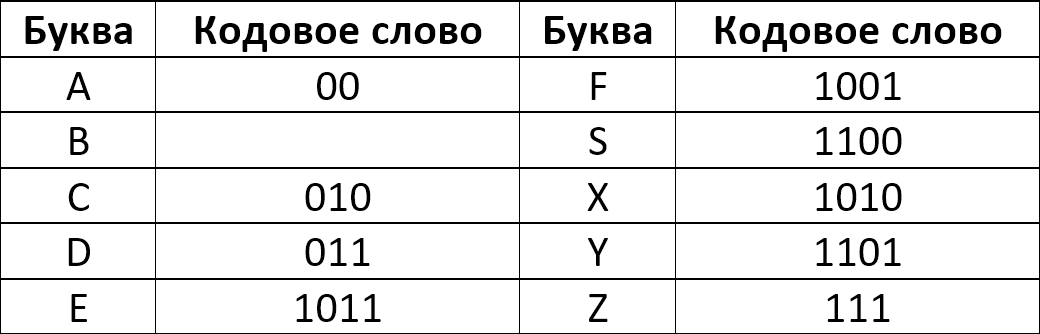 Буква Кодовое слово Буква Кодовое слово
A 00 F 1001
B S 1100
C 010 X 1010
D 011 Y 1101
E 1011 Z 111